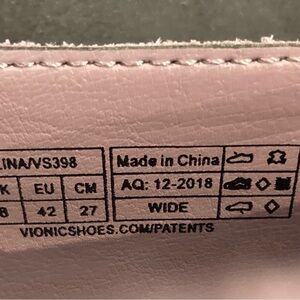 LINA/VS398 Made in China
K EU CM AQ: 12-2018
8 42 27 WIDE
VIONICSHOES.COM/PATENTS